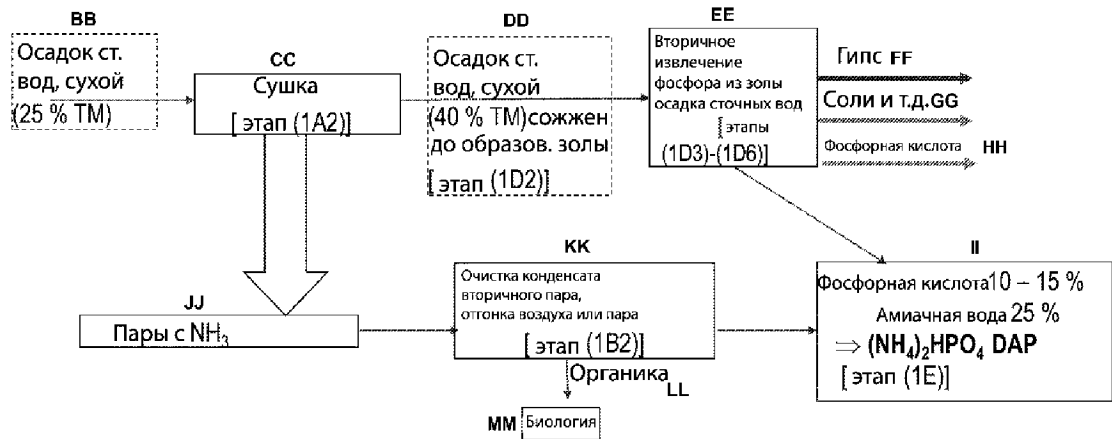 BB
Осадок ст.
вод, сухой
(25 % TM)
CC
Сушка
[ этап (1A2)]
DD
Осадок ст.
вод, сухой
(40 % TM)сожжен
до образов. золы
[ этап (1D2)]
EE
Вторичное
извлечение
фосфора из золы
осадка сточных вод
[ этапы
(1D3)-(1D6)]
Гипс FF
Соли и т.д.GG
Фосфорная кислота HH
JJ
Пары с NH₃
KK
Очистка конденсата
вторичного пара,
отгонка воздуха или пара
[ этап (1B2)]
Органика LL
MM Биология
II
Фосфорная кислота10 – 15 %
Амиачная вода 25 %
⇒ (NH₄)₂HPO₄ DAP
[ этап (1E)]